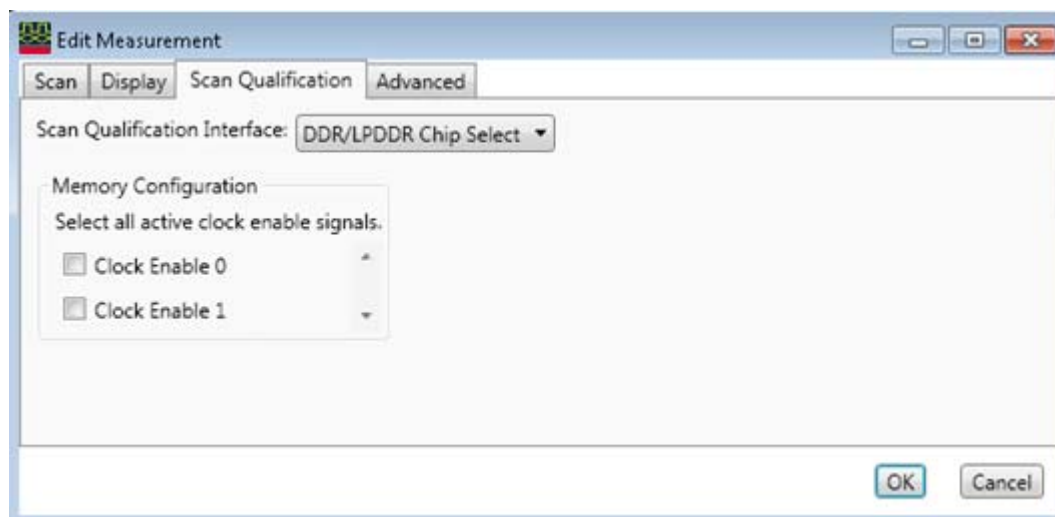 Edit Measurement
Scan Display Scan Qualification Advanced
Scan Qualification Interface: DDR/LPDDR Chip Select
Memory Configuration
Select all active clock enable signals.
Clock Enable 0
Clock Enable 1
OK Cancel